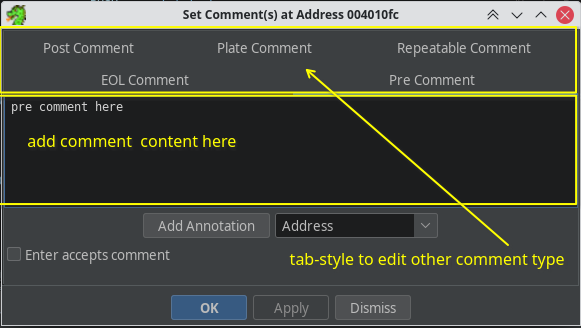 Set Comment(s) at Address 004010fc
Post Comment Plate Comment Repeatable Comment
EOL Comment Pre Comment
pre comment here
add comment content here
Add Annotation Address
Enter accepts comment
tab-style to edit other comment type
OK Apply Dismiss